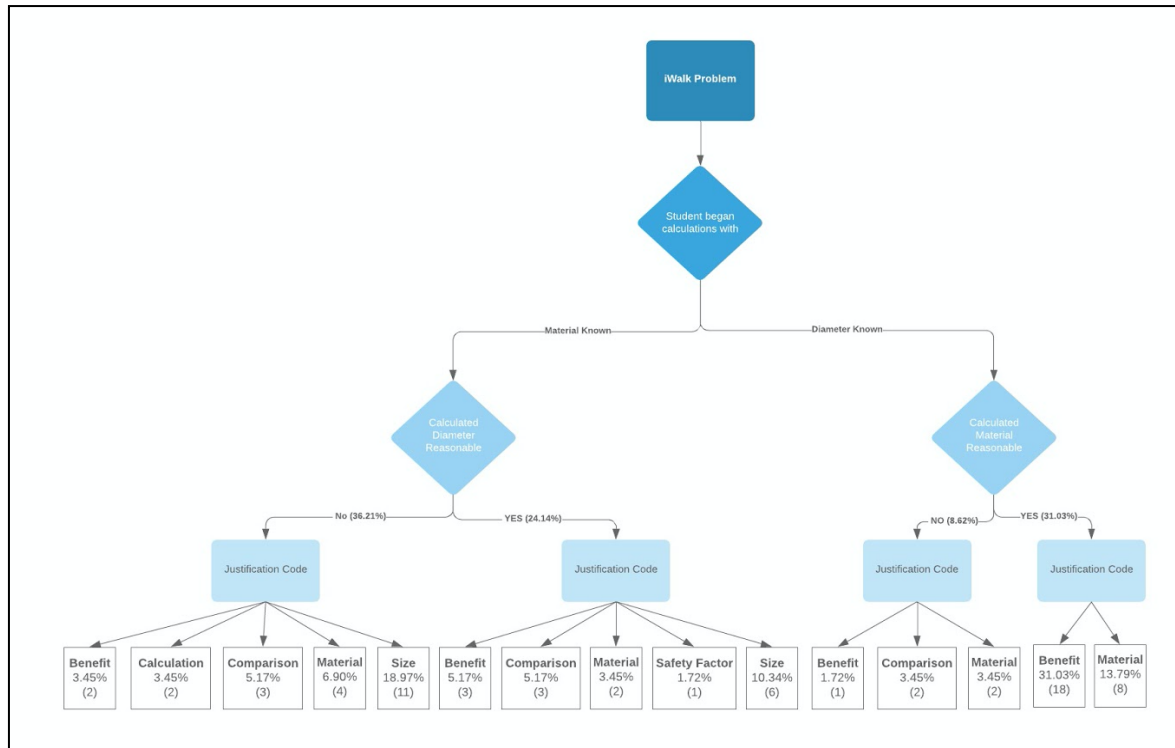 iWalk Problem
Student began
calculations with
Material Known
Diameter Known
Calculated
Diameter
Reasonable
Calculated
Material
Reasonable
No (36.21%)
YES (24.14%)
NO (8.62%)
YES (31.03%)
Justification Code
Justification Code
Justification Code
Justification Code
Benefit
3.45%
(2)
Calculation
3.45%
(2)
Comparison
5.17%
(3)
Material
6.90%
(4)
Size
18.97%
(11)
Benefit
5.17%
(3)
Comparison
5.17%
(3)
Material
3.45%
(2)
Safety Factor
1.72%
(1)
Size
10.34%
(6)
Benefit
1.72%
(1)
Comparison
3.45%
(2)
Material
3.45%
(2)
Benefit
31.03%
(18)
Material
13.79%
(8)